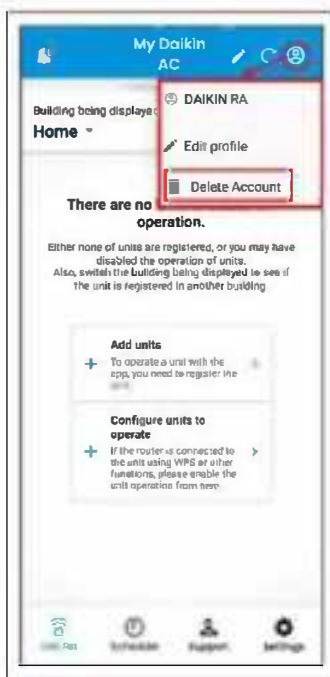 My Daikin
AC
DAIKIN RA
Building being displayed
Home
Edit profile
Delete Account
There are no
operation.
Either none of units are registered, or you may have
disabled the operation of units.
Also, switch the building being displayed to see if
the unit is registered in another building
Add units
To operate a unit with the
app, you need to register the
Configure units to
operate
If the router is connected to
the unit using WPS or other
functions, please enable the
unit operation from here
Scheduler
Support
Settings